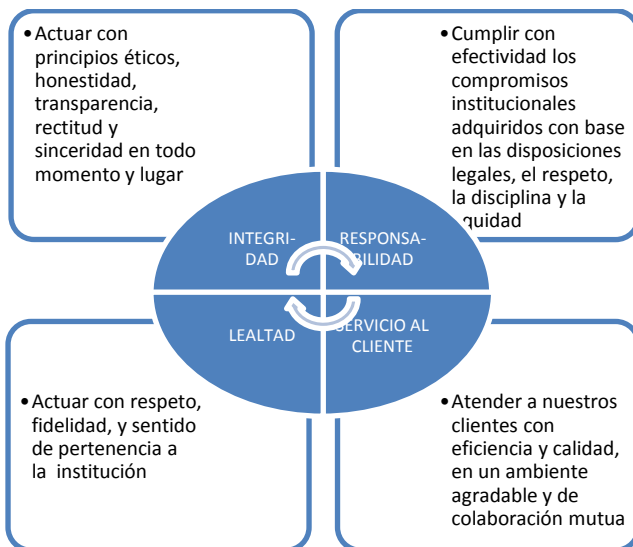 •Actuar con
principios éticos,
honestidad,
transparencia,
rectitud y
sinceridad en todo
momento y lugar
•Cumplir con
efectividad los
compromisos
institucionales
adquiridos con base
en las disposiciones
legales, el respeto,
la disciplina y la
quidad
INTEGRI-
DAD
RESPONSA-
BILIDAD
LEALTAD
SERVICIO AL
CLIENTE
•Actuar con respeto,
fidelidad, y sentido
de pertenencia a
la institución
•Atender a nuestros
clientes con
eficiencia y calidad,
en un ambiente
agradable y de
colaboración mutua